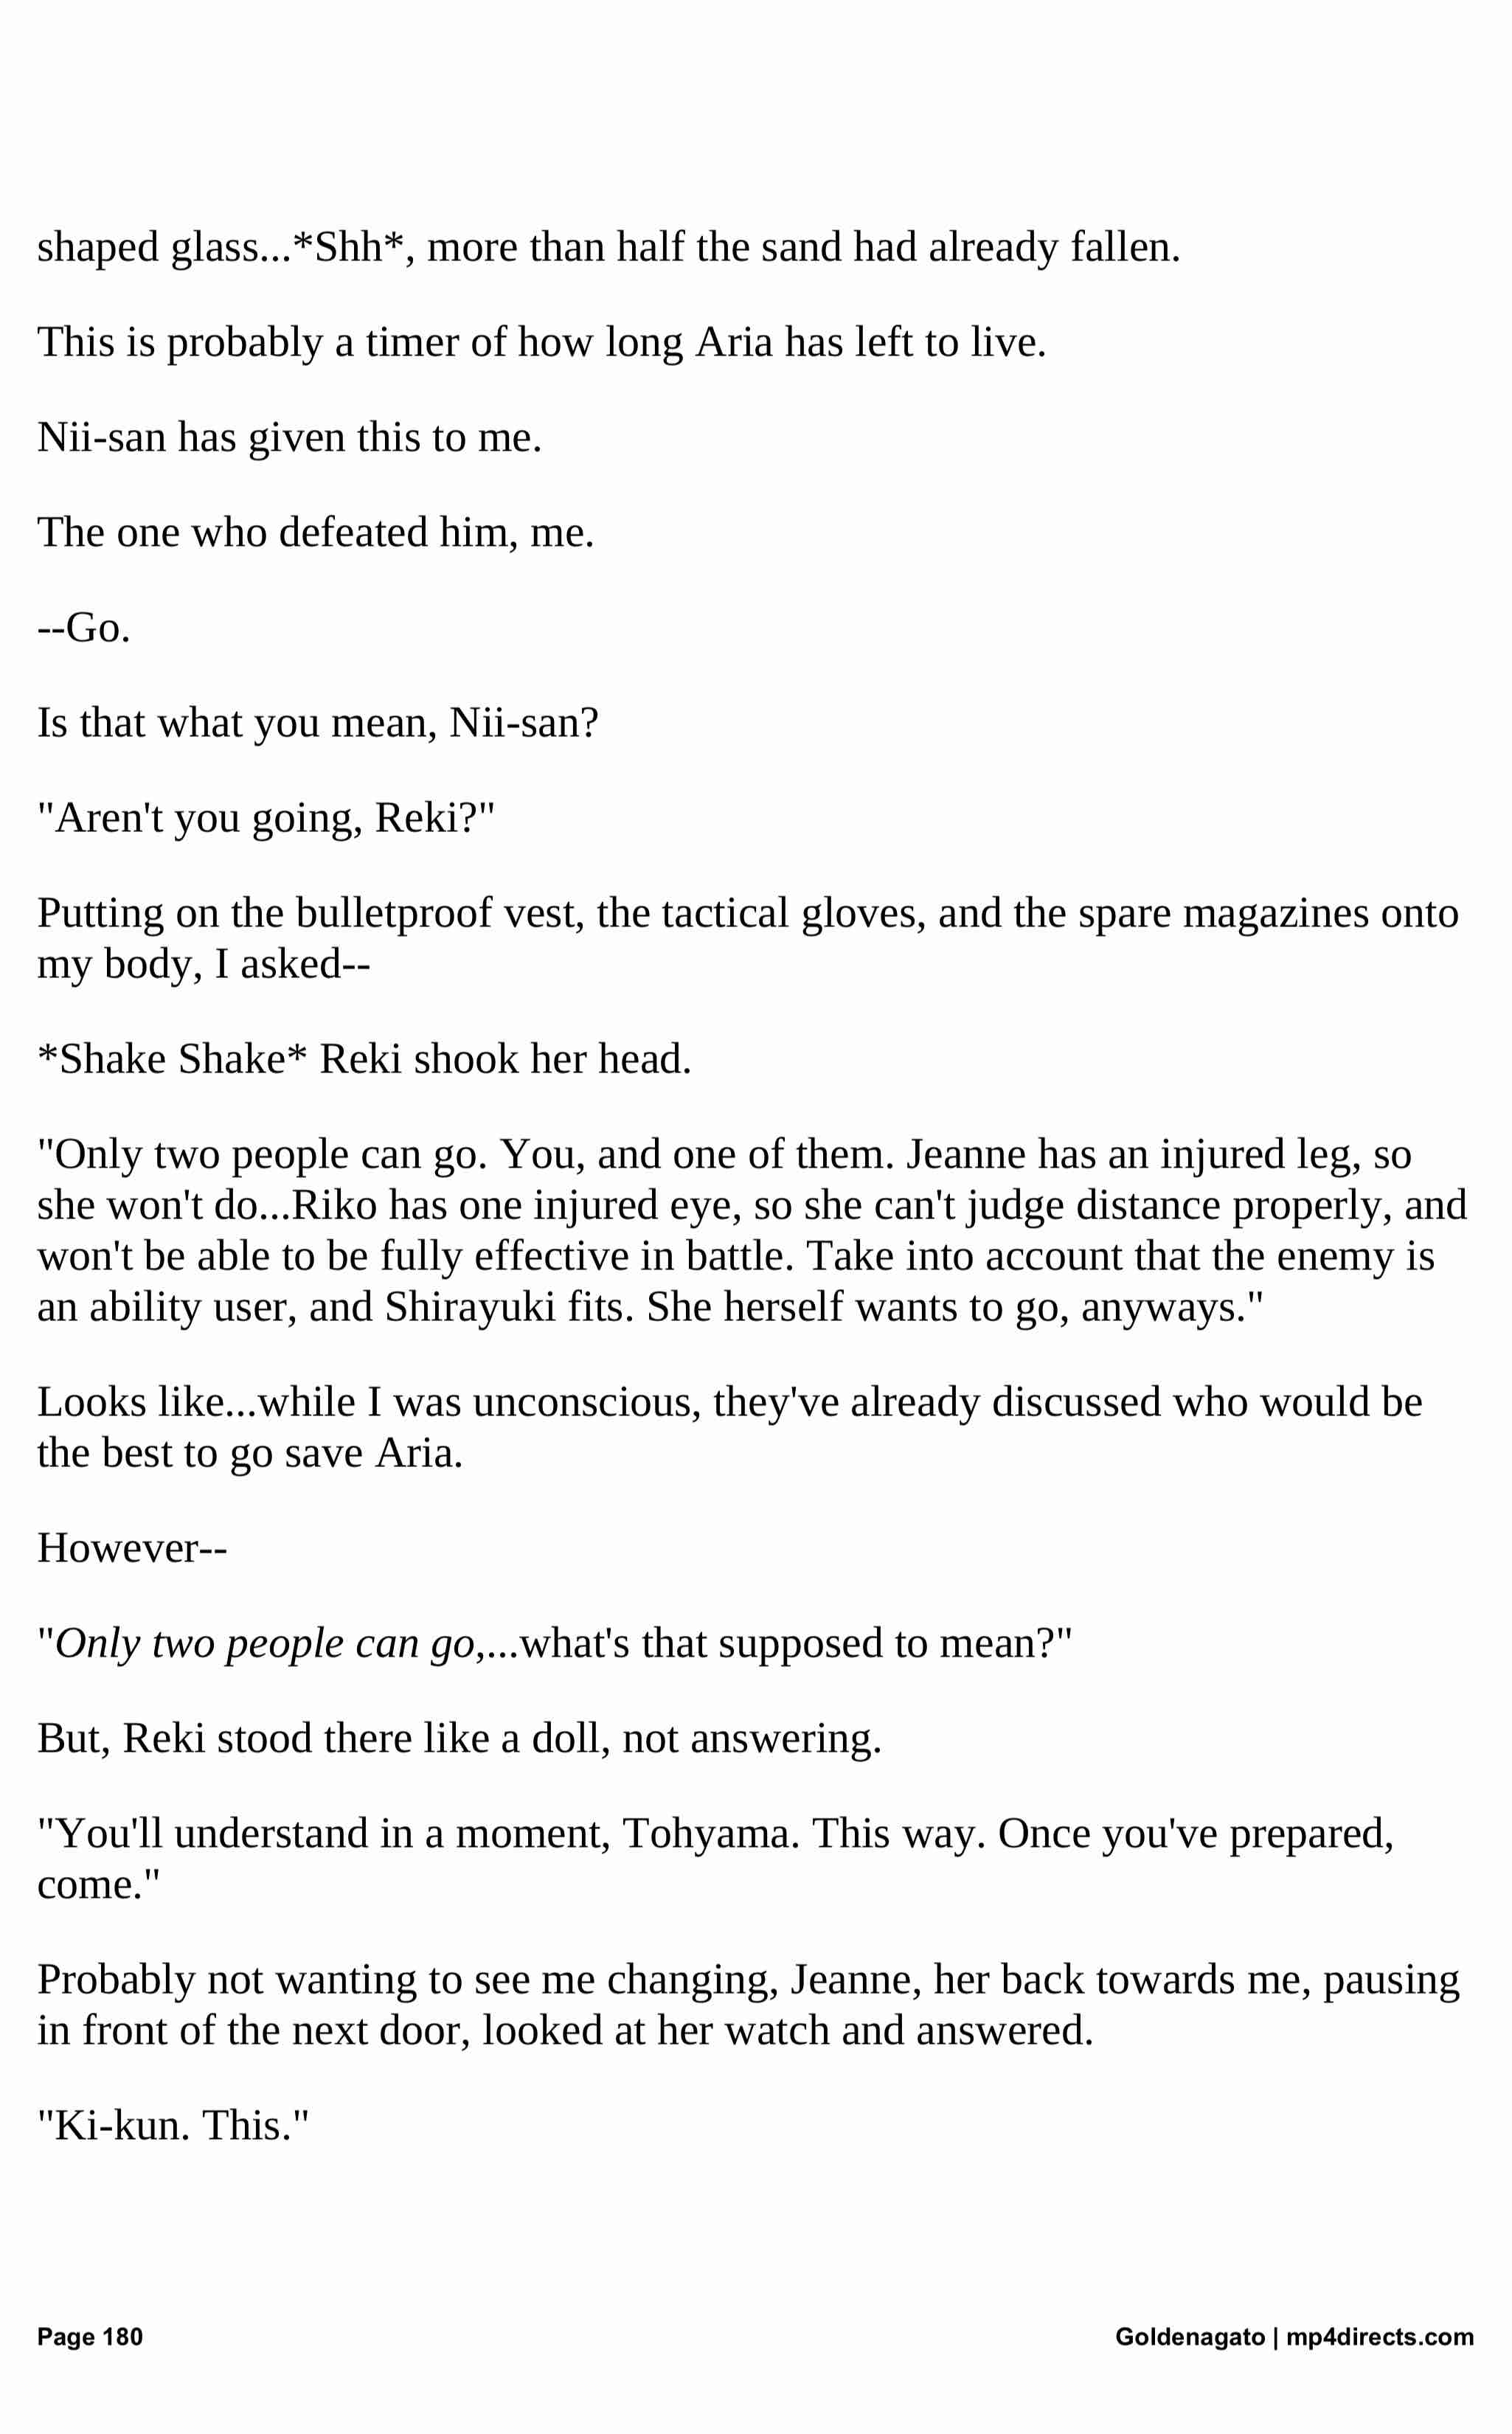 shaped glass...*Shh*, more than half the sand had already fallen.
This is probably a timer of how long Aria has left to live.
Nii-san has given this to me.
The one who defeated him, me.
--Go.
Is that what you mean, Nii-san?
"Aren't you going, Reki?"
Putting on the bulletproof vest, the tactical gloves, and the spare magazines onto
my body, I asked--
*Shake Shake* Reki shook her head.
"Only two people can go. You, and one of them. Jeanne has an injured leg, so
she won't do...Riko has one injured eye, so she can't judge distance properly, and
won't be able to be fully effective in battle. Take into account that the enemy is
an ability user, and Shirayuki fits. She herself wants to go, anyways."
Looks like...while I was unconscious, they've already discussed who would be
the best to go save Aria.
However--
"Only two people can go,...what's that supposed to mean?"
But, Reki stood there like a doll, not answering.
"You'll understand in a moment, Tohyama. This way. Once you've prepared,
come."
Probably not wanting to see me changing, Jeanne, her back towards me, pausing
in front of the next door, looked at her watch and answered.
"Ki-kun. This."
Page 180
Goldenagato | mp4directs.com